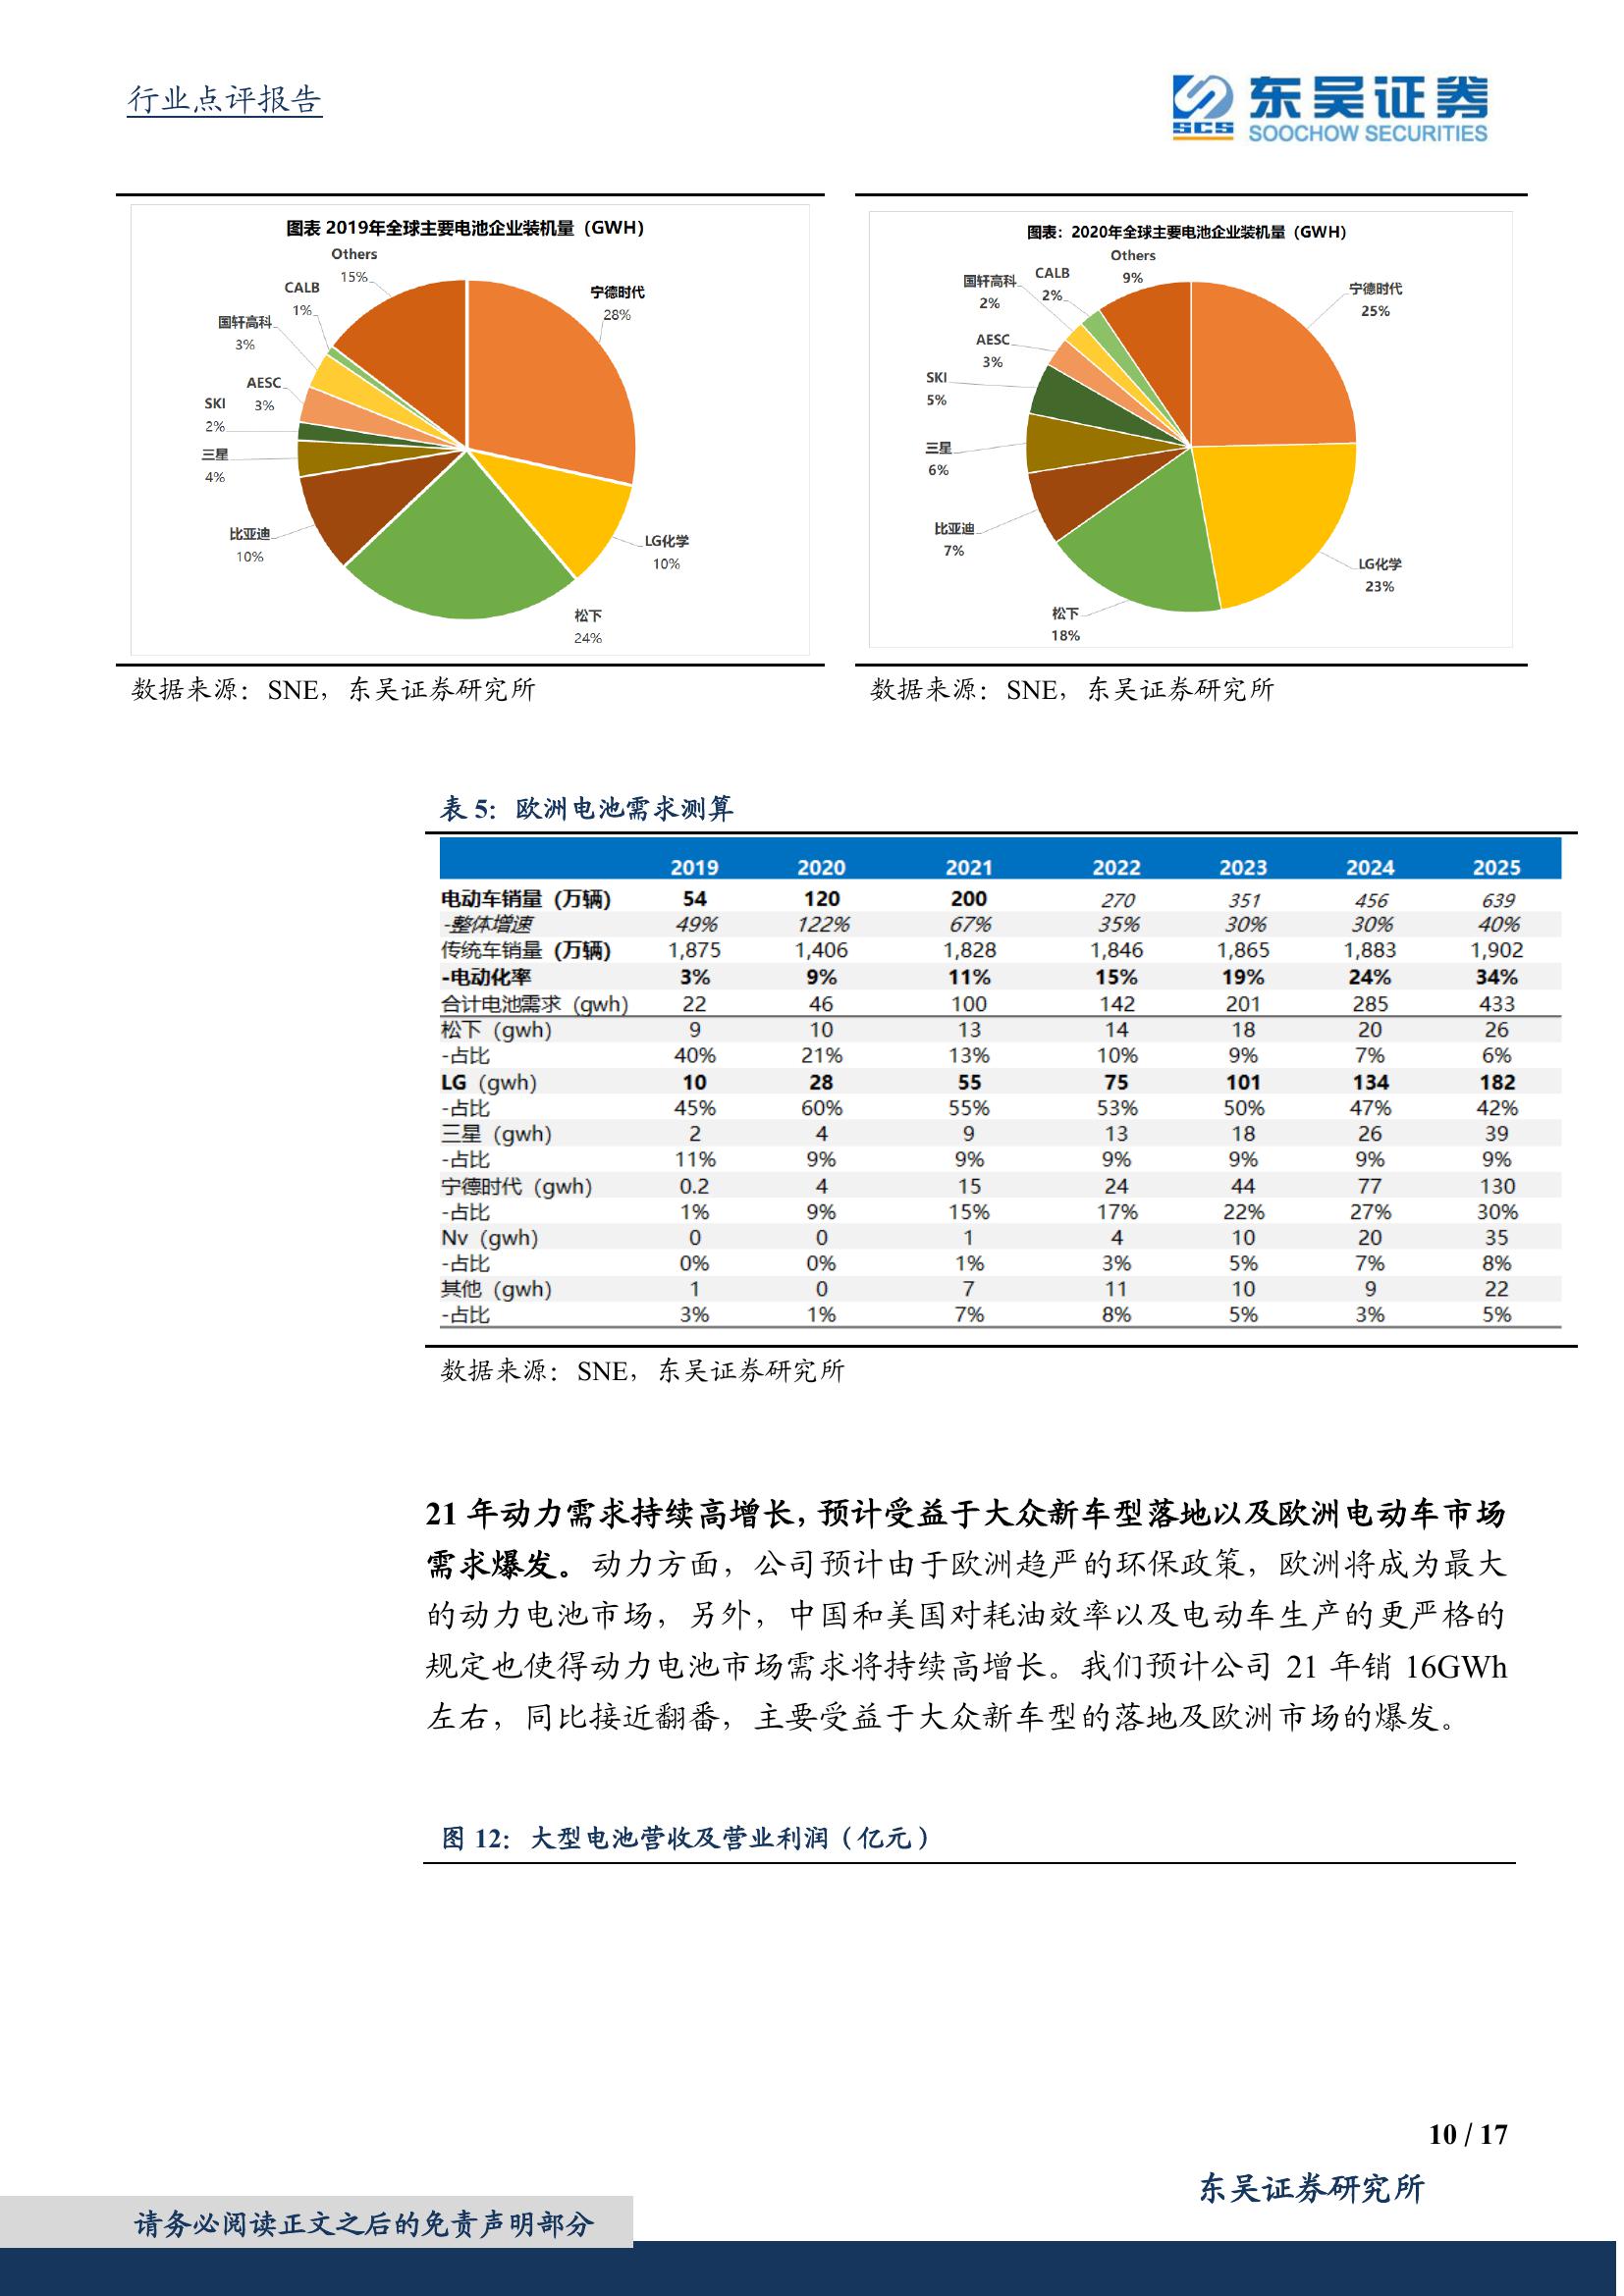 行业点评报告
SCS
东吴证券
SOOCHOW SECURITIES
图表 2019年全球主要电池企业装机量（GWH）
Others
15%
CALB
1%
国轩高科
3%
AESC
3%
SKI
2%
三星
4%
比亚迪
10%
宁德时代
28%
LG化学
10%
松下
24%
图表：2020年全球主要电池企业装机量（GWH）
Others
9%
CALB
2%
国轩高科
2%
AESC
3%
SKI
5%
三星
6%
比亚迪
7%
松下
18%
宁德时代
25%
LG化学
23%
数据来源：SNE，东吴证券研究所
数据来源：SNE，东吴证券研究所
表 5：欧洲电池需求测算
2019 2020 2021 2022 2023 2024 2025
电动车销量（万辆) 54 120 200 270 351 456 639
-整体增速 49% 122% 67% 35% 30% 30% 40%
传统车销量（万辆) 1,875 1,406 1,828 1,846 1,865 1,883 1,902
-电动化率 3% 9% 11% 15% 19% 24% 34%
合计电池需求（gwh) 22 46 100 142 201 285 433
松下（gwh) 9 10 13 14 18 20 26
-占比 40% 21% 13% 10% 9% 7% 6%
LG（gwh) 10 28 55 75 101 134 182
-占比 45% 60% 55% 53% 50% 47% 42%
三星（gwh) 2 4 9 13 18 26 39
-占比 11% 9% 9% 9% 9% 9% 9%
宁德时代（gwh) 0.2 4 15 24 44 77 130
-占比 1% 9% 15% 17% 22% 27% 30%
Nv（gwh) 0 0 1 4 10 20 35
-占比 0% 0% 1% 3% 5% 7% 8%
其他（gwh) 1 0 7 11 10 9 22
-占比 3% 1% 7% 8% 5% 3% 5%
数据来源：SNE，东吴证券研究所
21 年动力需求持续高增长，预计受益于大众新车型落地以及欧洲电动车市场
需求爆发。动力方面，公司预计由于欧洲趋严的环保政策，欧洲将成为最大
的动力电池市场，另外，中国和美国对耗油效率以及电动车生产的更严格的
规定也使得动力电池市场需求将持续高增长。我们预计公司 21 年销 16GWh
左右，同比接近翻番，主要受益于大众新车型的落地及欧洲市场的爆发。
图 12：大型电池营收及营业利润（亿元）
10 / 17
东吴证券研究所
请务必阅读正文之后的免责声明部分